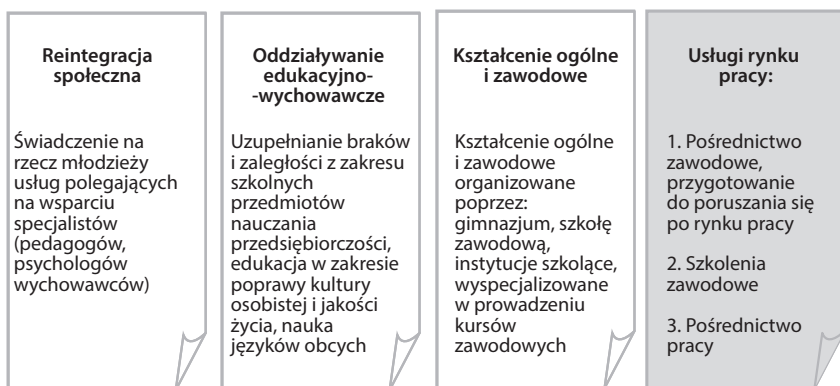 Reintegracja
społeczna
Świadczenie na
rzecz młodzieży
usług polegających
na wsparciu
specjalistów
(pedagogów,
psychologów
wychowawców)
Oddziaływanie
edukacyjno-
-wychowawcze
Uzupełnianie braków
i zaległości z zakresu
szkolnych
przedmiotów
nauczania
przedsiębiorczości,
edukacja w zakresie
poprawy kultury
osobistej i jakości
życia, nauka
języków obcych
Kształcenie ogólne
i zawodowe
Kształcenie ogólne
i zawodowe
organizowane
poprzez:
gimnazjum, szkołę
zawodową,
instytucje szkolące,
wyspecjalizowane
w prowadzeniu
kursów
zawodowych
Usługi rynku
pracy:
1. Pośrednictwo
zawodowe,
przygotowanie
do poruszania się
po rynku pracy
2. Szkolenia
zawodowe
3. Pośrednictwo
pracy